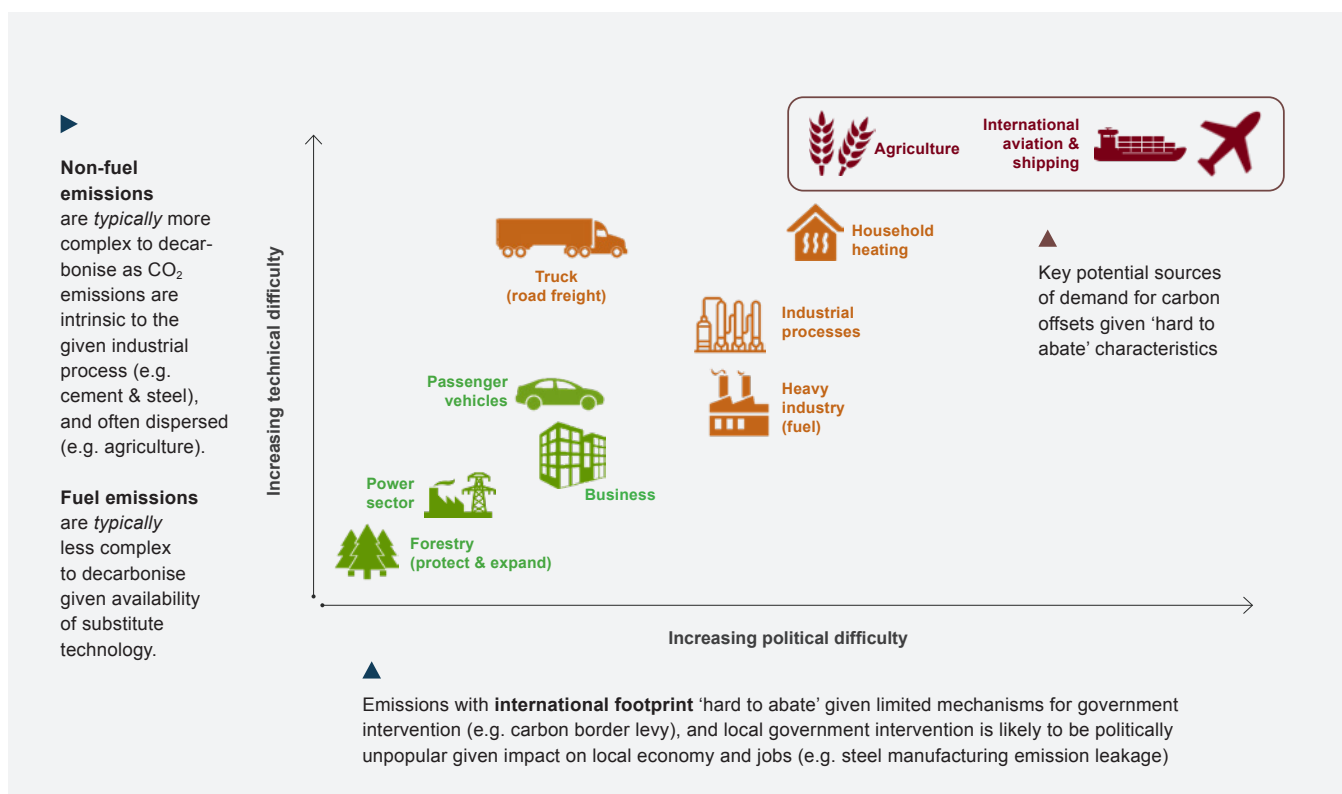 Non-fuel
emissions
are typically more
complex to decar-
bonise as CO₂
emissions are
intrinsic to the
given industrial
process (e.g.
cement & steel),
and often dispersed
(e.g. agriculture).
Fuel emissions
are typically
less complex
to decarbonise
given availability
of substitute
technology.
Increasing technical difficulty
Agriculture
International
aviation &
shipping
Truck
(road freight)
Household
heating
Industrial
processes
Key potential sources
of demand for carbon
offsets given ‘hard to
abate’ characteristics
Passenger
vehicles
Heavy
industry
(fuel)
Business
Power
sector
Forestry
(protect & expand)
Increasing political difficulty
Emissions with international footprint ‘hard to abate’ given limited mechanisms for government
intervention (e.g. carbon border levy), and local government intervention is likely to be politically
unpopular given impact on local economy and jobs (e.g. steel manufacturing emission leakage)